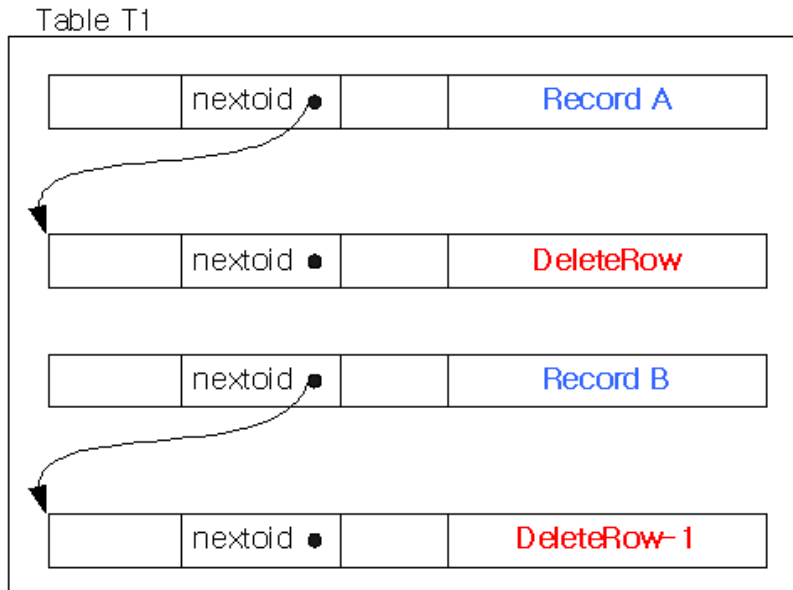 Table T1
nextoid Record A
nextoid DeleteRow
nextoid Record B
nextoid DeleteRow-1